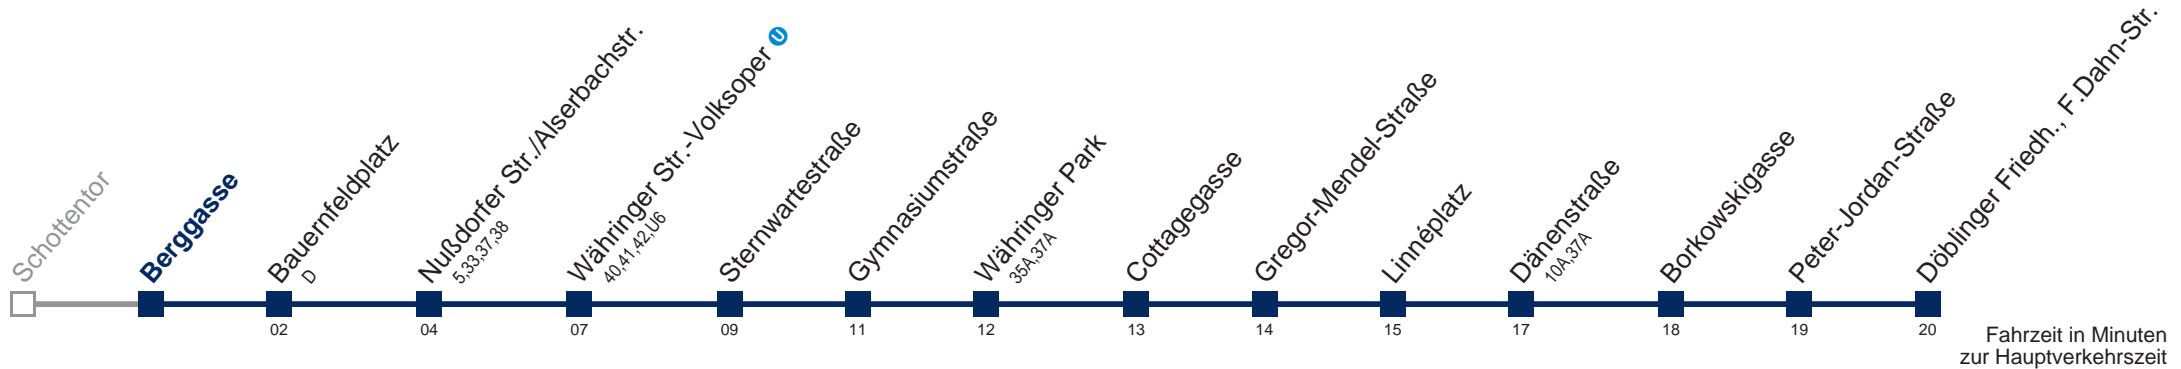 Schottentor
Berggasse
Bauernfeldplatz
D
Nußdorfer Str./Alserbachstr.
5,33,37,38
Währinger Str.-Volksoper U
40,41,42,U6
Sternwartestraße
Gymnasiumstraße
Währinger Park
35A,37A
Cottagegasse
Gregor-Mendel-Straße
Linnéplatz
Dänenstraße
10A,37A
Borkowskigasse
Peter-Jordan-Straße
Döblinger Friedh., F.Dahn-Str.
02 04 07 09 11 12 13 14 15 17 18 19 20
Fahrzeit in Minuten
zur Hauptverkehrszeit